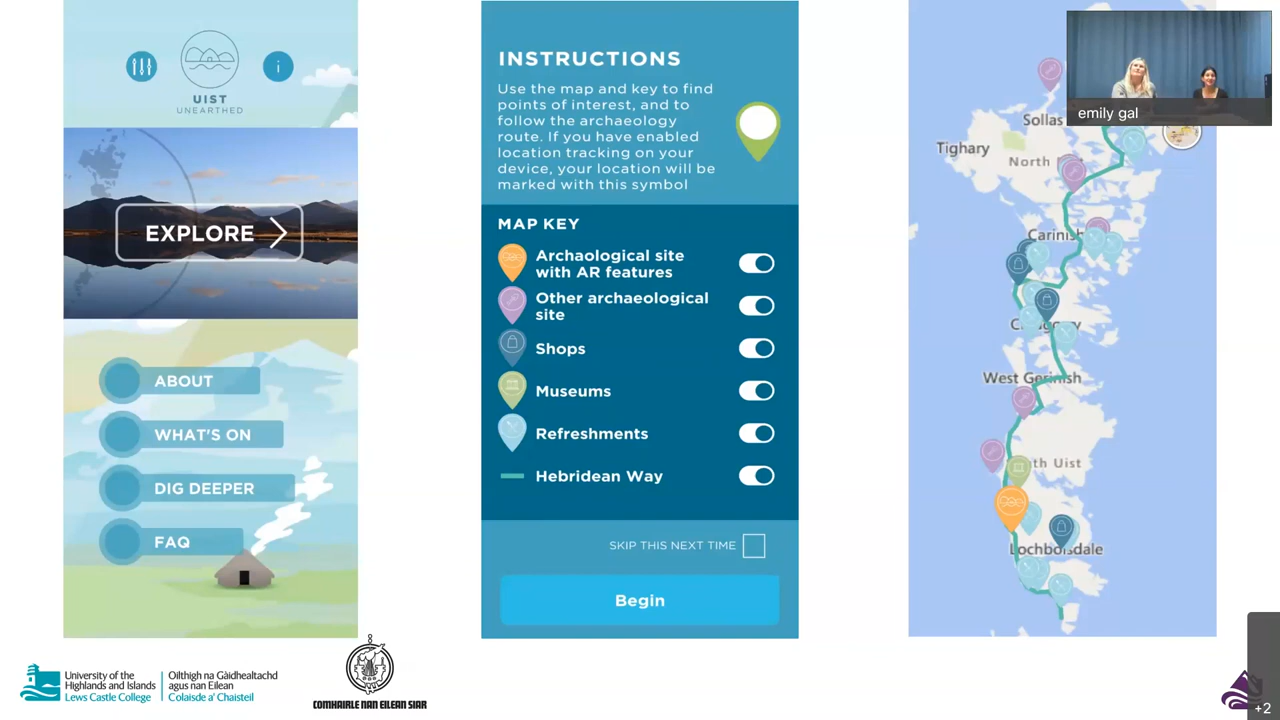 UIST
UNEARTHED
EXPLORE
ABOUT
WHAT'S ON
DIG DEEPER
FAQ
INSTRUCTIONS
Use the map and key to find
points of interest, and to
follow the archaeology
route. If you have enabled
location tracking on your
device, your location will be
marked with this symbol
MAP KEY
Archaological site
with AR features
Other archaeological
site
Shops
Museums
Refreshments
Hebridean Way
SKIP THIS NEXT TIME
Begin
Sollas
Tighary
North
Carinish
West Gerinish
Uist
Lochboisdale
emily gal
University of the
Highlands and Islands
Lews Castle College
Oilthigh na Gàidhealtachd
agus nan Eilean
Colaisde a' Chaisteil
COMHAIRLE NAN EILEAN SIAR
+2